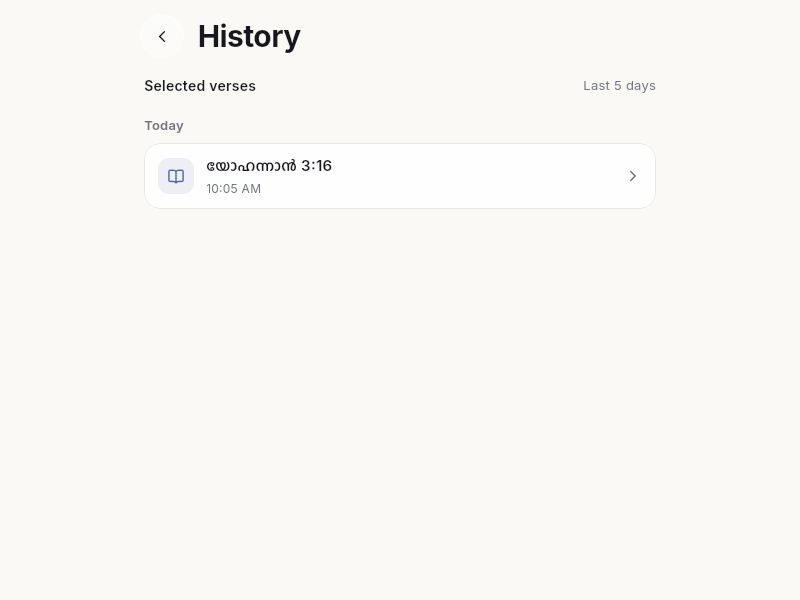 History
Selected verses
Last 5 days
Today
യോഹന്നാൻ 3:16
10:05 AM